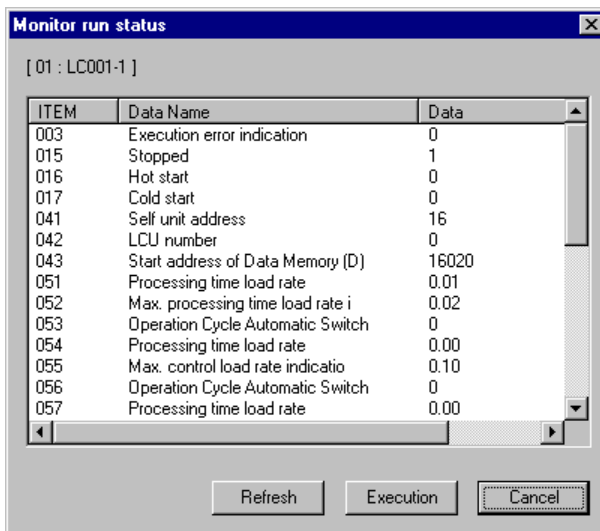 Monitor run status
[ 01 : LC001-1 ]
ITEM Data Name Data
003 Execution error indication 0
015 Stopped 1
016 Hot start 0
017 Cold start 0
041 Self unit address 16
042 LCU number 0
043 Start address of Data Memory (D) 16020
051 Processing time load rate 0.01
052 Max. processing time load rate i 0.02
053 Operation Cycle Automatic Switch 0
054 Processing time load rate 0.00
055 Max. control load rate indicatio 0.10
056 Operation Cycle Automatic Switch 0
057 Processing time load rate 0.00
Refresh Execution Cancel